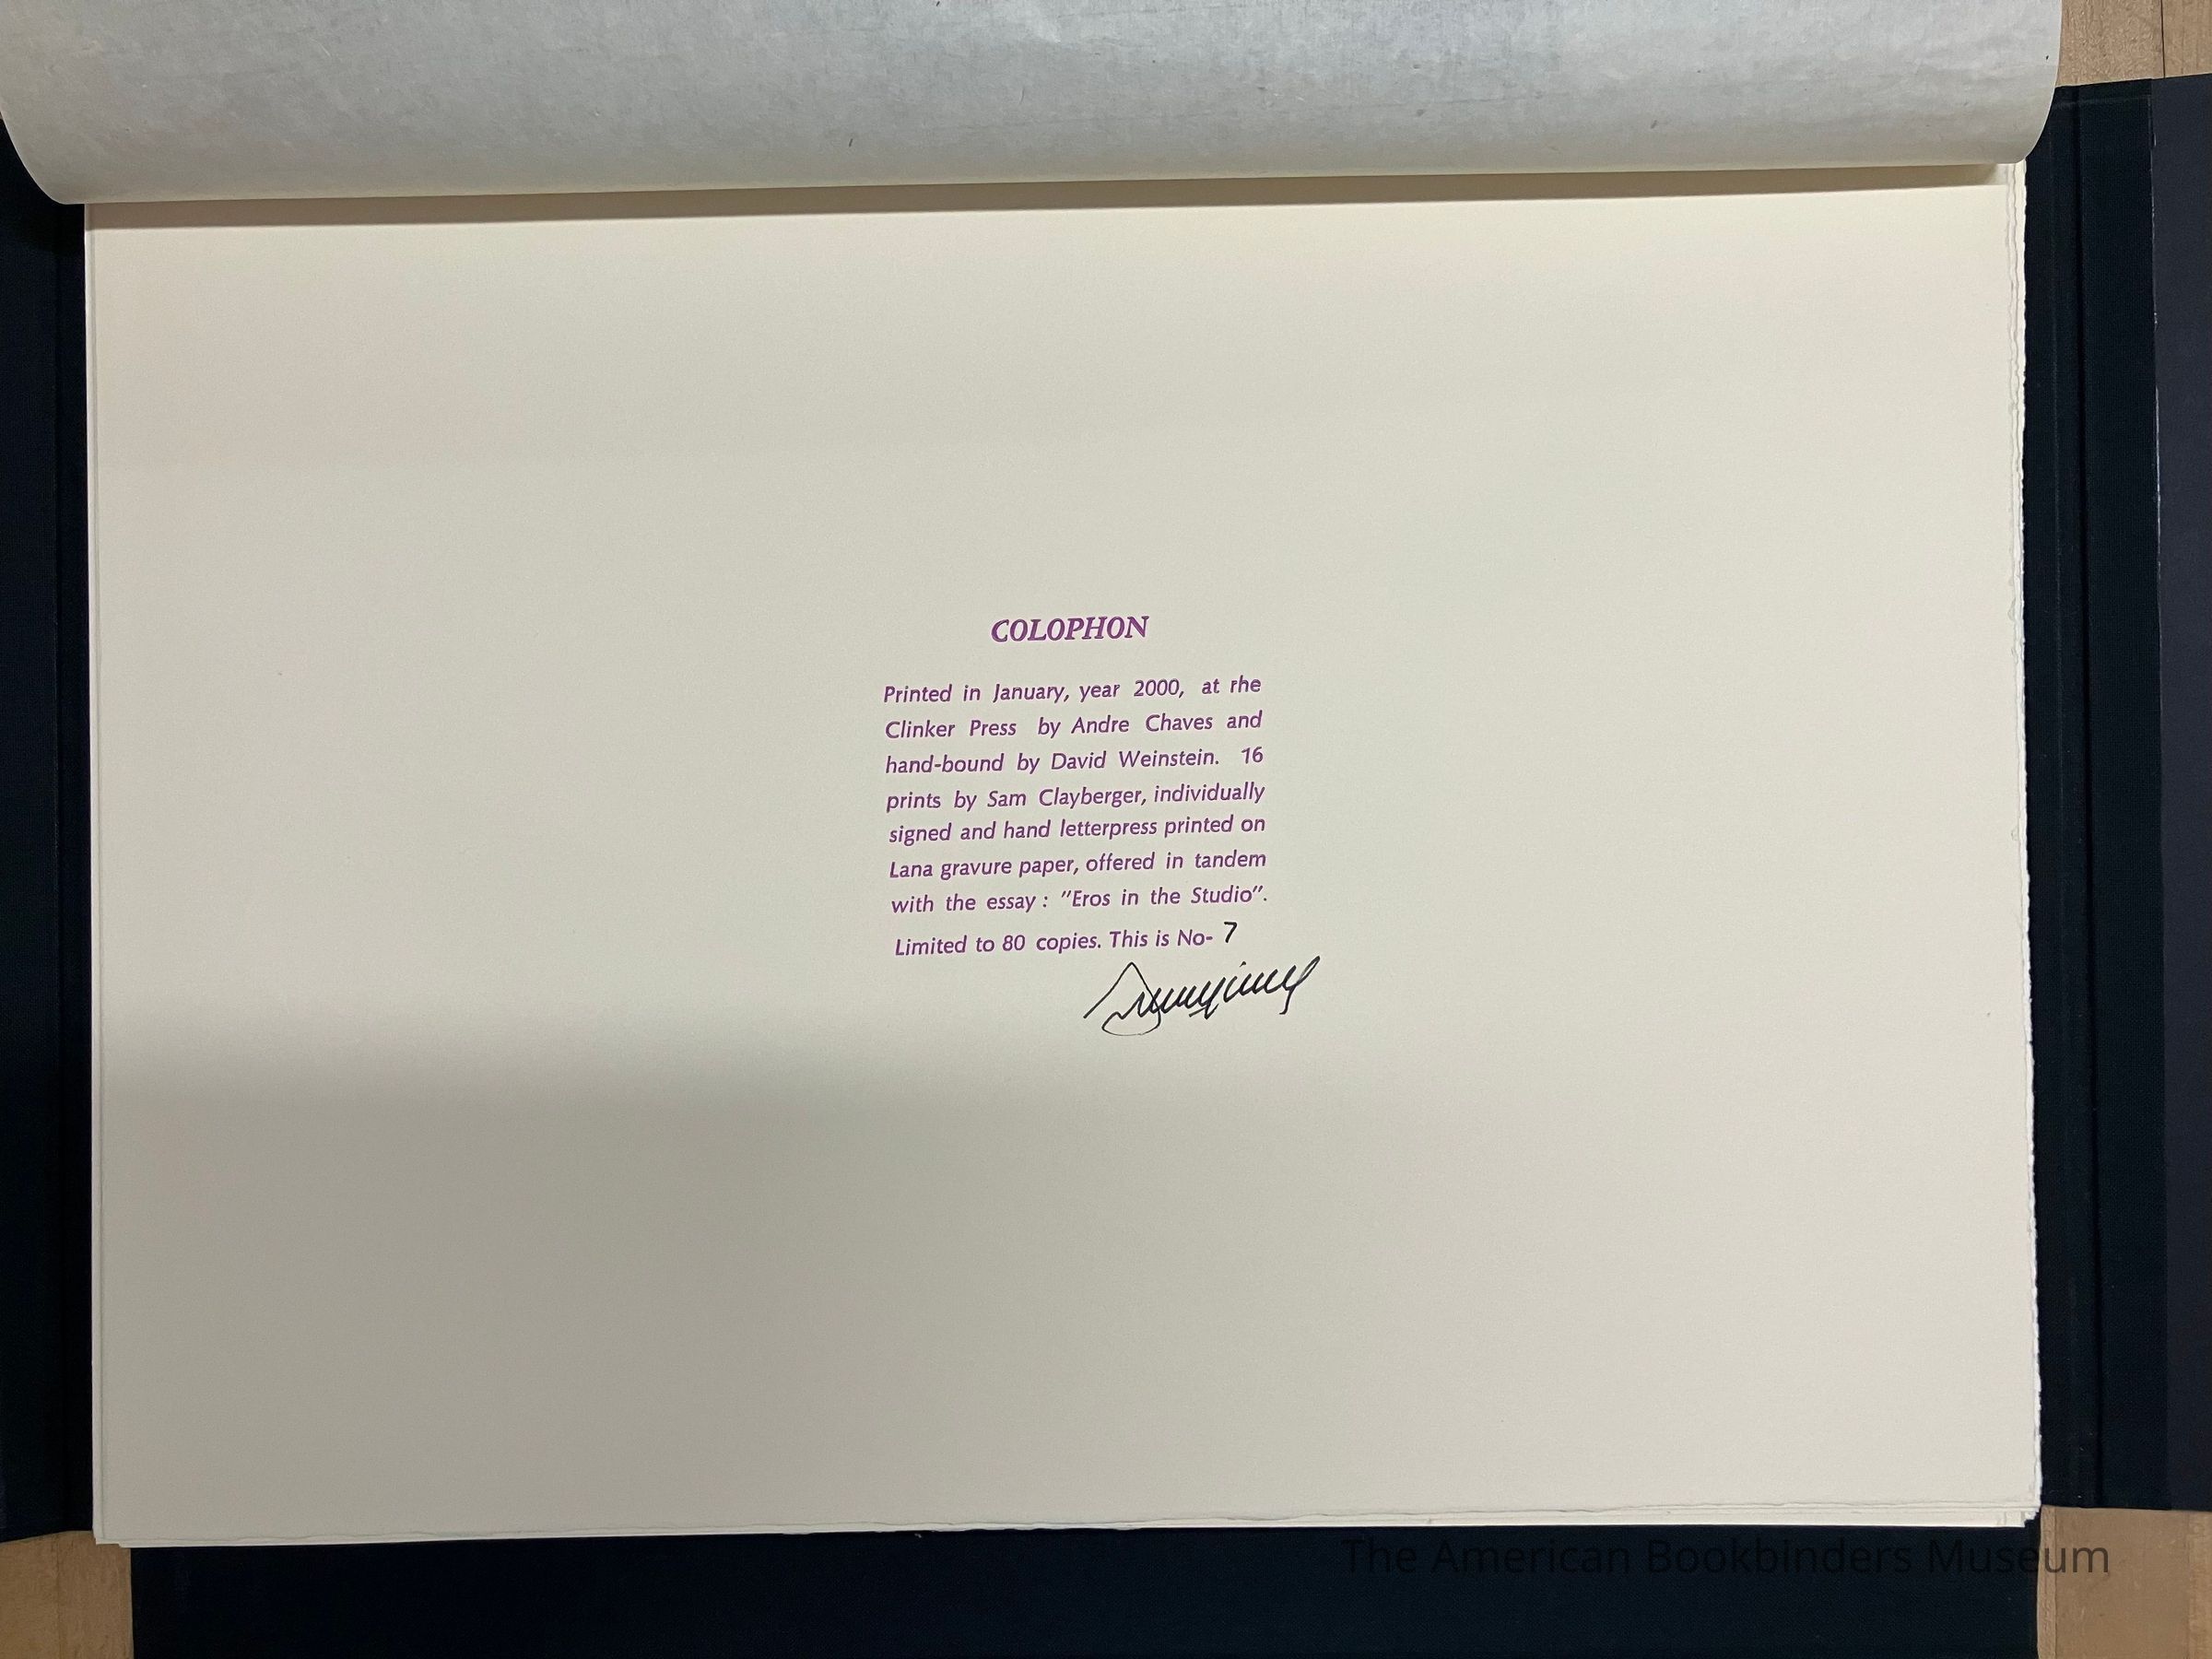 COLOPHON
Printed in January, year 2000, at rhe
Clinker Press by Andre Chaves and
hand-bound by David Weinstein. 16
prints by Sam Clayberger, individually
signed and hand letterpress printed on
Lana gravure paper, offered in tandem
with the essay : "Eros in the Studio".
Limited to 80 copies. This is No- 7
The American Bookbinders Museum